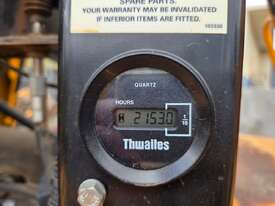 SPARE PARTS.
YOUR WARRANTY MAY BE INVALIDATED
IF INFERIOR ITEMS ARE FITTED.
QUARTZ
HOURS
2153.0
1/10
Thwaites